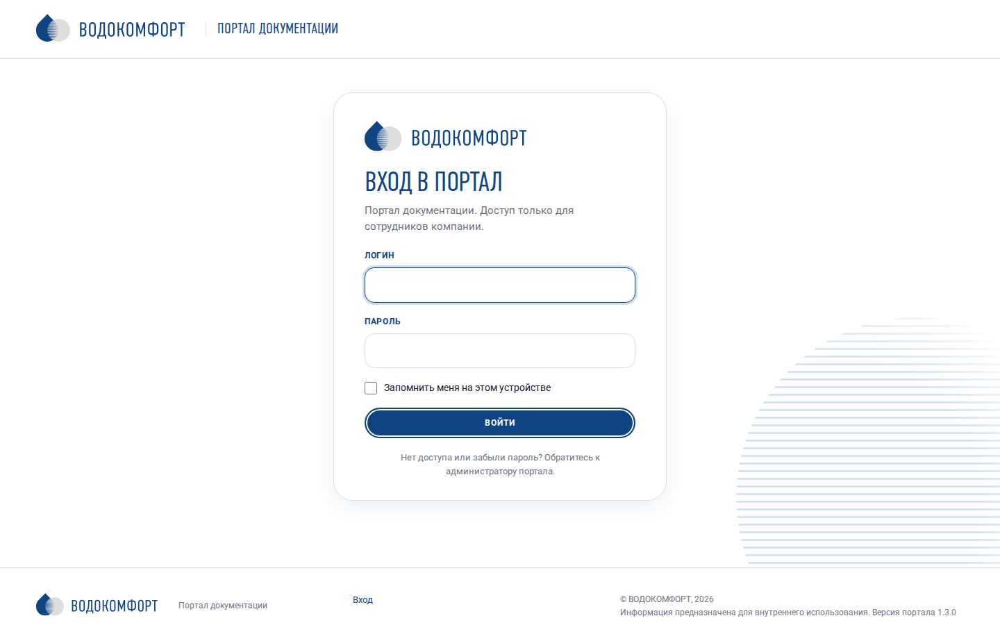 ВОДОКОМФОРТ
ПОРТАЛ ДОКУМЕНТАЦИИ
ВОДОКОМФОРТ
ВХОД В ПОРТАЛ
Портал документации. Доступ только для
сотрудников компании.
ЛОГИН
ПАРОЛЬ
Запомнить меня на этом устройстве
ВОЙТИ
Нет доступа или забыли пароль? Обратитесь к
администратору портала.
ВОДОКОМФОРТ
Портал документации
Вход
© ВОДОКОМФОРТ, 2026
Информация предназначена для внутреннего использования. Версия портала 1.3.0